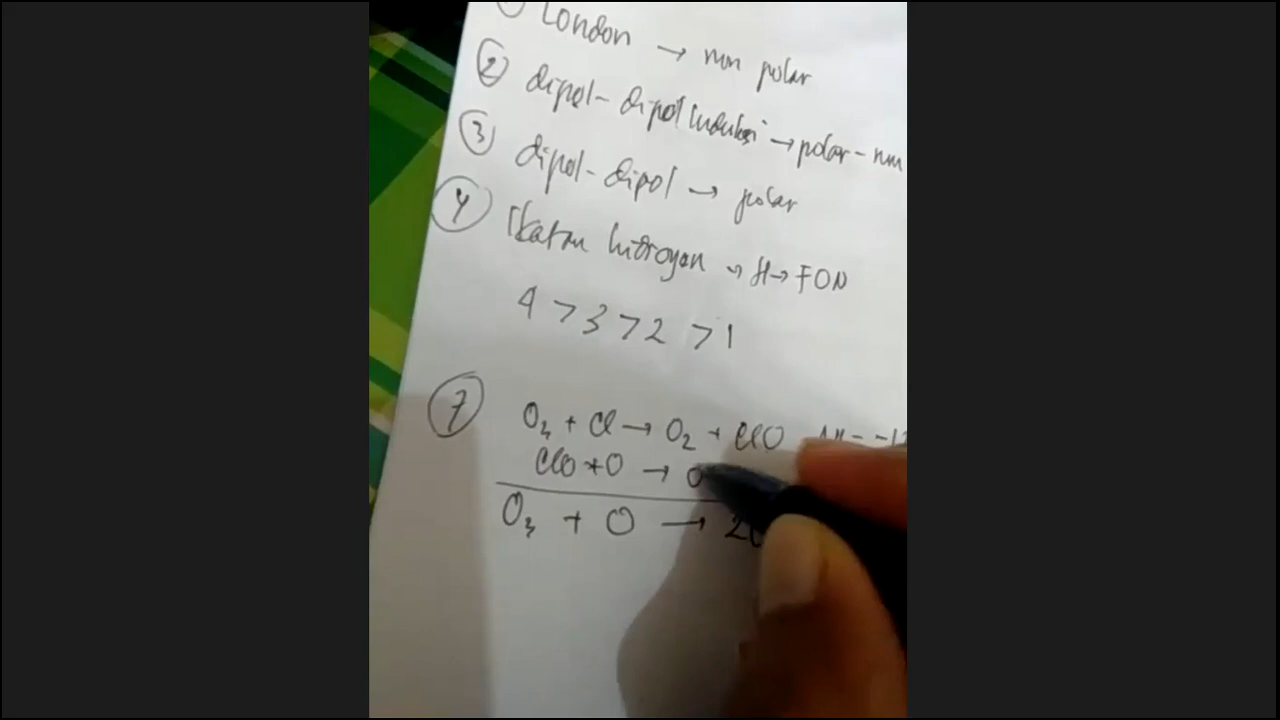 London → non polar
② dipol - dipol induksi → polar - non
③ dipol - dipol → polar
④ Ikatan hidrogen → H → FON
4 > 3 > 2 > 1
⑦ O₃ + Cl → O₂ + ClO
ClO + O → O
O₃ + O → 2